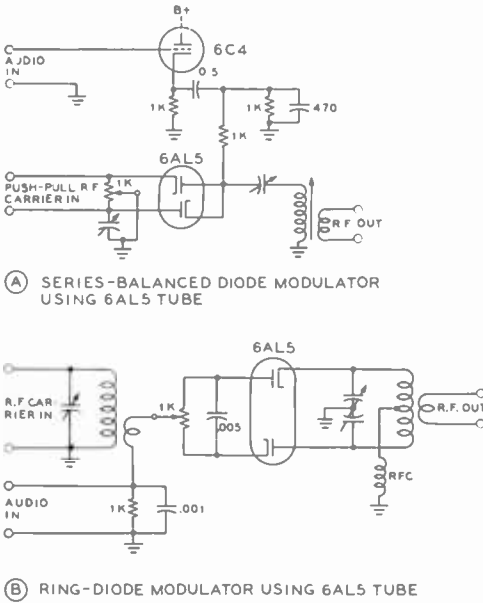 B+
6C4
AUDIO
IN
0.5
1K
1K
470
1K
6AL5
PUSH-PULL R.F.
CARRIER IN
1K
R.F. OUT
A SERIES-BALANCED DIODE MODULATOR
USING 6AL5 TUBE
6AL5
R.F. CAR-
RIER IN
1K
.005
R.F. OUT
RFC
AUDIO
IN
1K
.001
B RING-DIODE MODULATOR USING 6AL5 TUBE